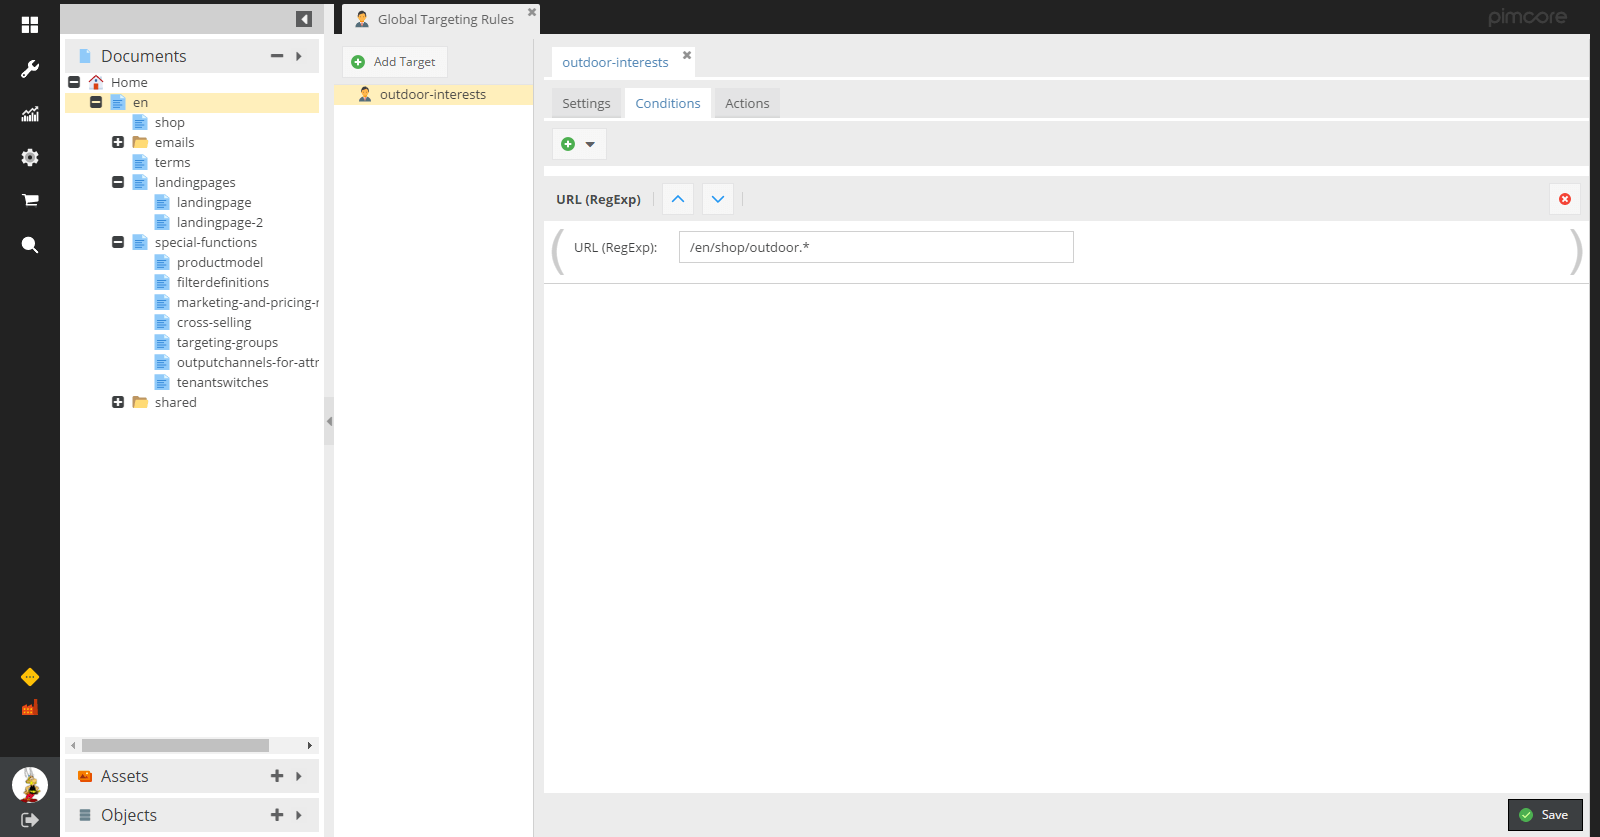 pimcore
Global Targeting Rules
Documents
Home
en
shop
emails
terms
landingpages
landingpage
landingpage-2
special-functions
productmodel
filterdefinitions
marketing-and-pricing-r
cross-selling
targeting-groups
outputchannels-for-attr
tenantswitches
shared
Assets
Objects
Add Target
outdoor-interests
outdoor-interests
Settings Conditions Actions
URL (RegExp)
URL (RegExp): /en/shop/outdoor.*
Save